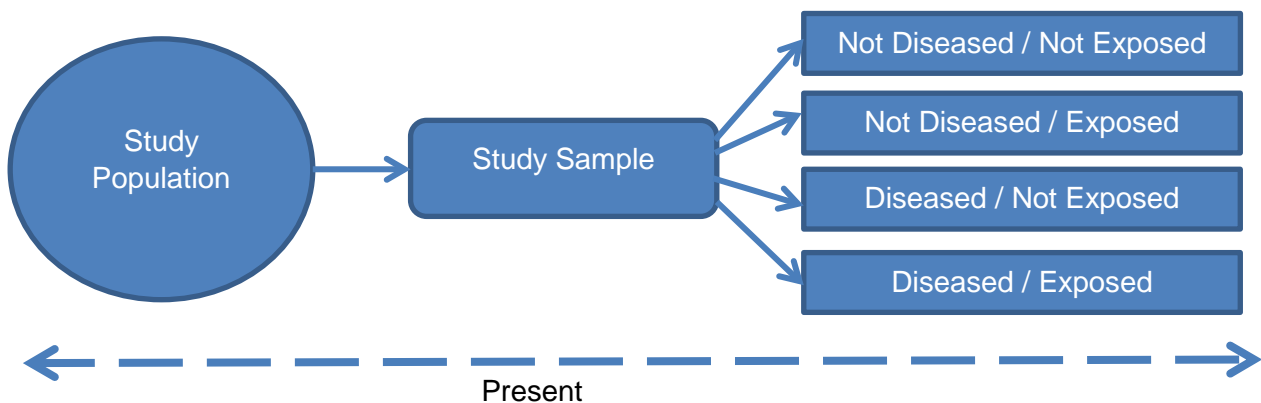 Study
Population
Study Sample
Not Diseased / Not Exposed
Not Diseased / Exposed
Diseased / Not Exposed
Diseased / Exposed
Present